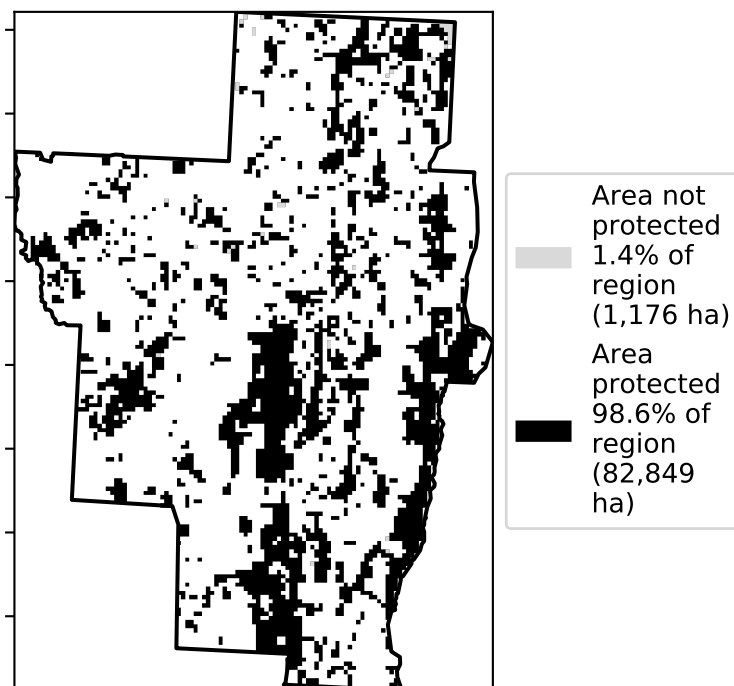 Area not
protected
1.4% of
region
(1,176 ha)
Area
protected
98.6% of
region
(82,849
ha)